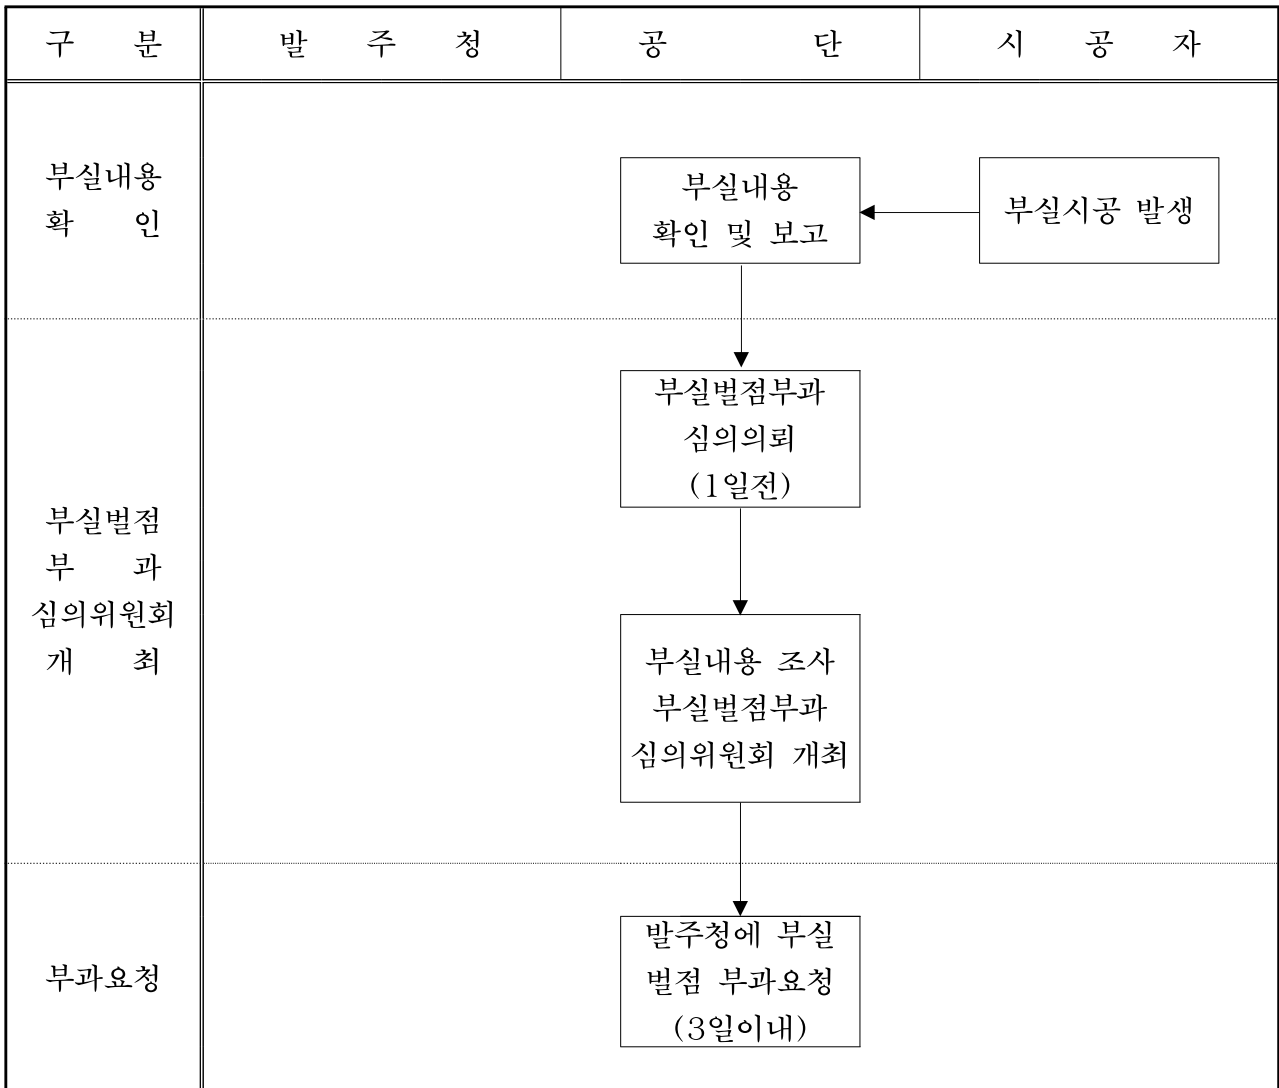 구 분 발 주 청 공 단 시 공 자
부실내용
확 인
부실내용
확인 및 보고
부실시공 발생
부실벌점
부 과
심의위원회
개 최
부실벌점부과
심의의뢰
(1일전)
부실내용 조사
부실벌점부과
심의위원회 개최
부과요청
발주청에 부실
벌점 부과요청
(3일이내)